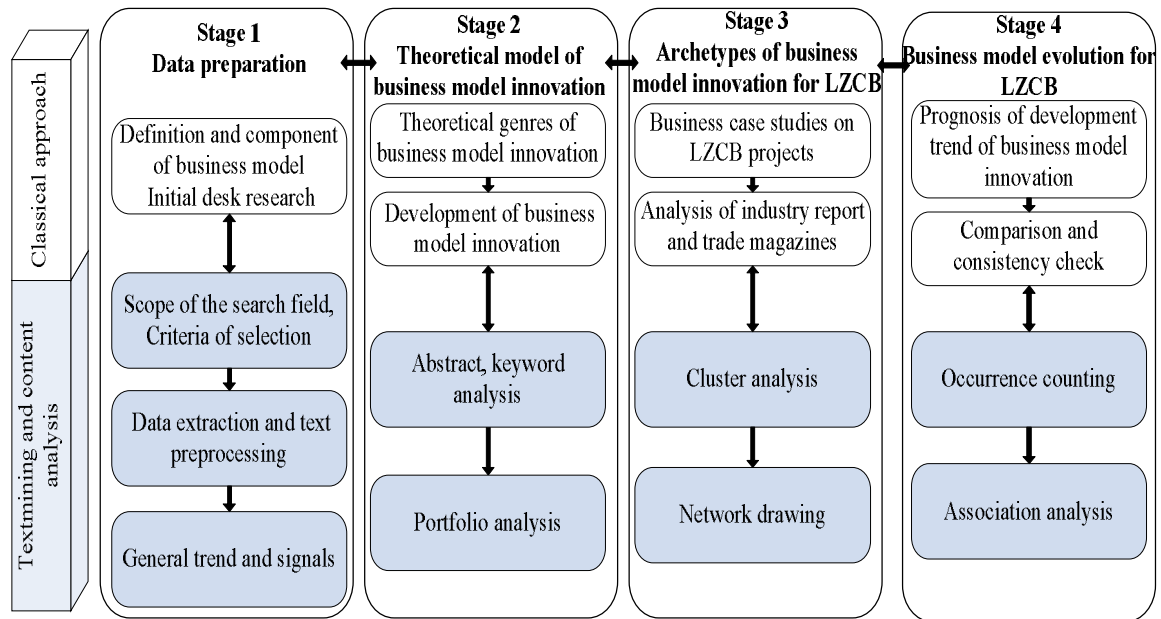 Classical approach
Textmining and content
analysis
Stage 1
Data preparation
Definition and component
of business model
Initial desk research
Scope of the search field,
Criteria of selection
Data extraction and text
preprocessing
General trend and signals
Stage 2
Theoretical model of
business model innovation
Theoretical genres of
business model innovation
Development of business
model innovation
Abstract, keyword
analysis
Portfolio analysis
Stage 3
Archetypes of business
model innovation for LZCB
Business case studies on
LZCB projects
Analysis of industry report
and trade magazines
Cluster analysis
Network drawing
Stage 4
Business model evolution for
LZCB
Prognosis of development
trend of business model
innovation
Comparison and
consistency check
Occurrence counting
Association analysis